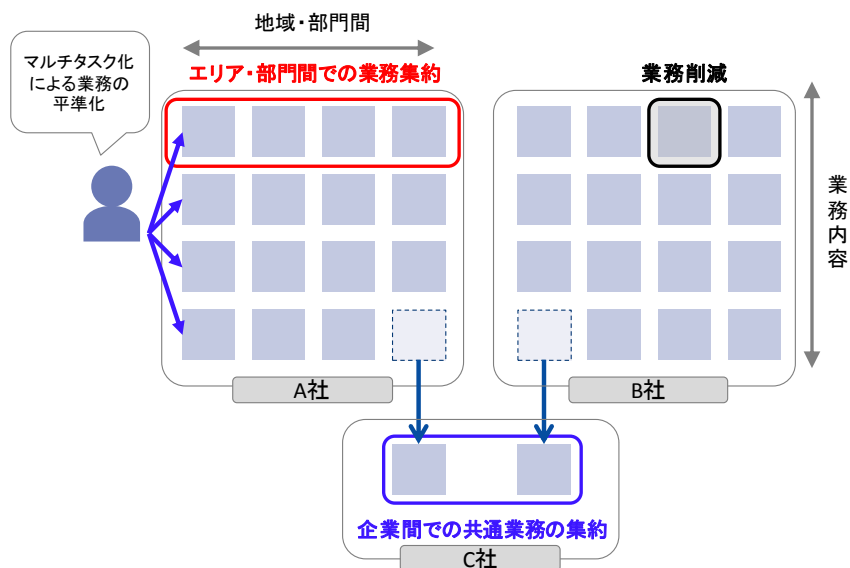 地域・部門間
マルチタスク化
による業務の
平準化
エリア・部門間での業務集約
業務削減
業務内容
A社
B社
企業間での共通業務の集約
C社